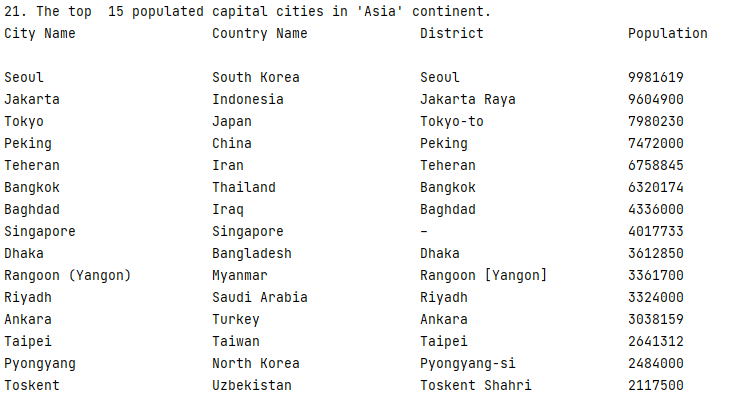 21. The top  15 populated capital cities in 'Asia' continent.
City Name                 Country Name              District                  Population
Seoul                     South Korea               Seoul                     9981619
Jakarta                   Indonesia                 Jakarta Raya              9604900
Tokyo                     Japan                     Tokyo-to                  7980230
Peking                    China                     Peking                    7472000
Teheran                   Iran                      Teheran                   6758845
Bangkok                   Thailand                  Bangkok                   6320174
Baghdad                   Iraq                      Baghdad                   4336000
Singapore                 Singapore                 –                         4017733
Dhaka                     Bangladesh                Dhaka                     3612850
Rangoon (Yangon)          Myanmar                   Rangoon [Yangon]          3361700
Riyadh                    Saudi Arabia              Riyadh                    3324000
Ankara                    Turkey                    Ankara                    3038159
Taipei                    Taiwan                    Taipei                    2641312
Pyongyang                 North Korea               Pyongyang-si              2484000
Toskent                   Uzbekistan                Toskent Shahri            2117500